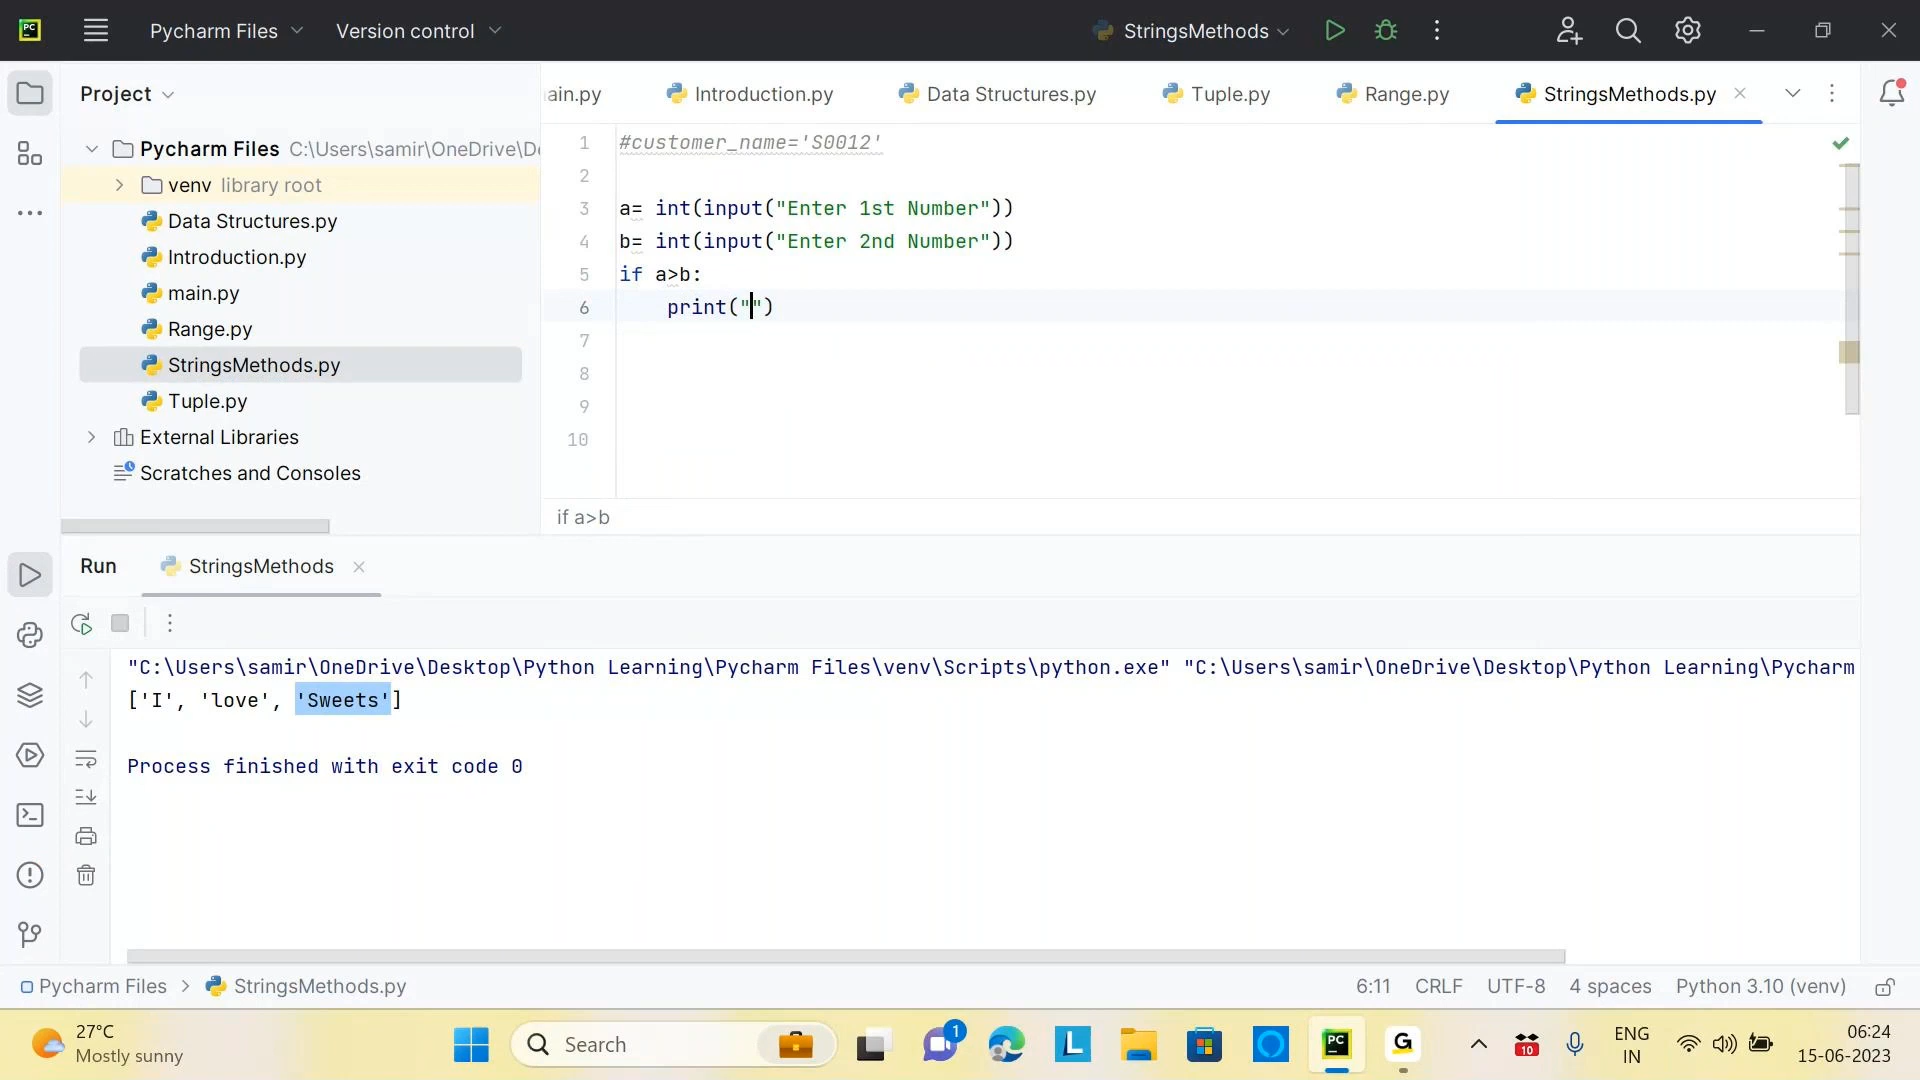 PC Pycharm Files Version control StringsMethods
Project
ain.py Introduction.py Data Structures.py Tuple.py Range.py StringsMethods.py
Pycharm Files C:\Users\samir\OneDrive\De
venv library root
Data Structures.py
Introduction.py
main.py
Range.py
StringsMethods.py
Tuple.py
External Libraries
Scratches and Consoles
1 #customer_name='S0012'
2
3 a= int(input("Enter 1st Number"))
4 b= int(input("Enter 2nd Number"))
5 if a>b:
6 print("")
7
8
9
10
if a>b
Run StringsMethods
"C:\Users\samir\OneDrive\Desktop\Python Learning\Pycharm Files\venv\Scripts\python.exe" "C:\Users\samir\OneDrive\Desktop\Python Learning\Pycharm
['I', 'love', 'Sweets']
Process finished with exit code 0
Pycharm Files > StringsMethods.py 6:11 CRLF UTF-8 4 spaces Python 3.10 (venv)
27°C
Mostly sunny
Search
1
L
PC
G
10
ENG
IN
06:24
15-06-2023